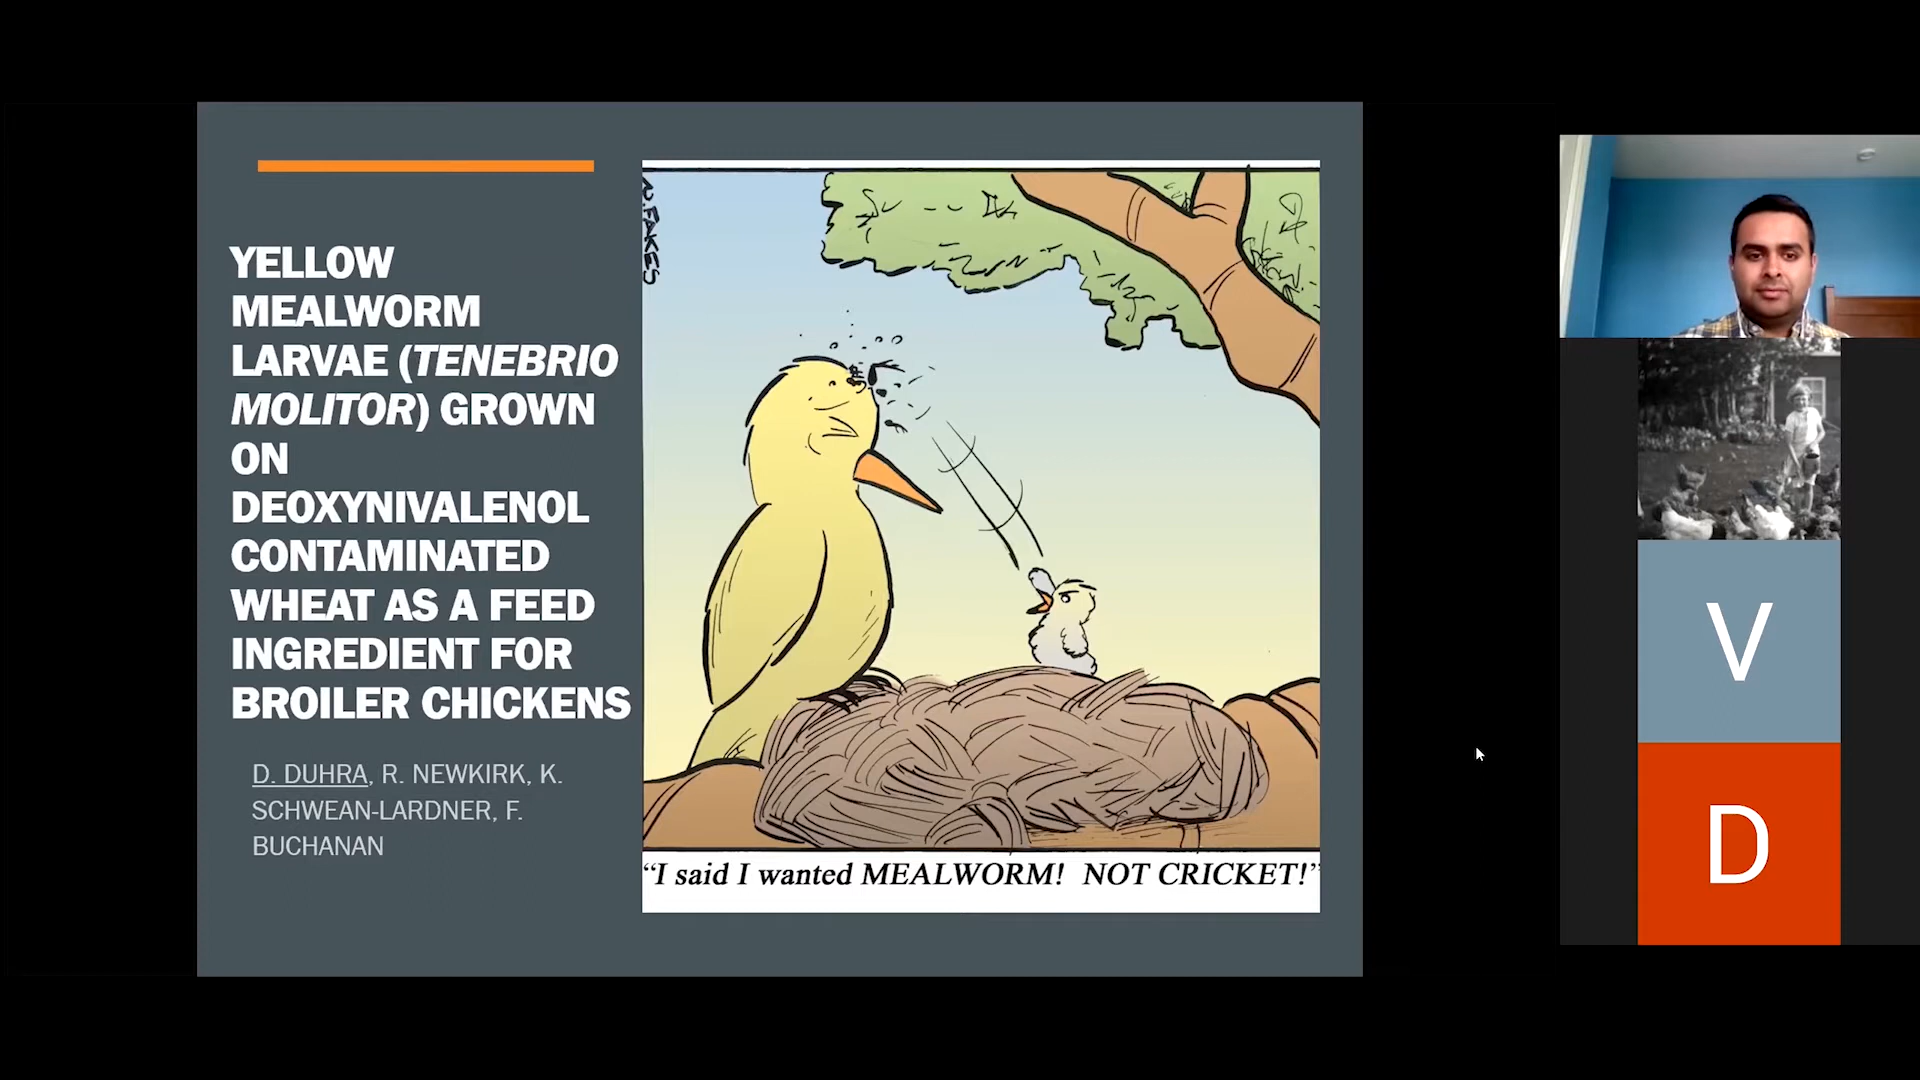 YELLOW
MEALWORM
LARVAE (TENEBRIO
MOLITOR) GROWN
ON
DEOXYNIVALENOL
CONTAMINATED
WHEAT AS A FEED
INGREDIENT FOR
BROILER CHICKENS
D. DUHRA, R. NEWKIRK, K.
SCHWEAN-LARDNER, F.
BUCHANAN
W.FAKES
“I said I wanted MEALWORM! NOT CRICKET!”
V
D